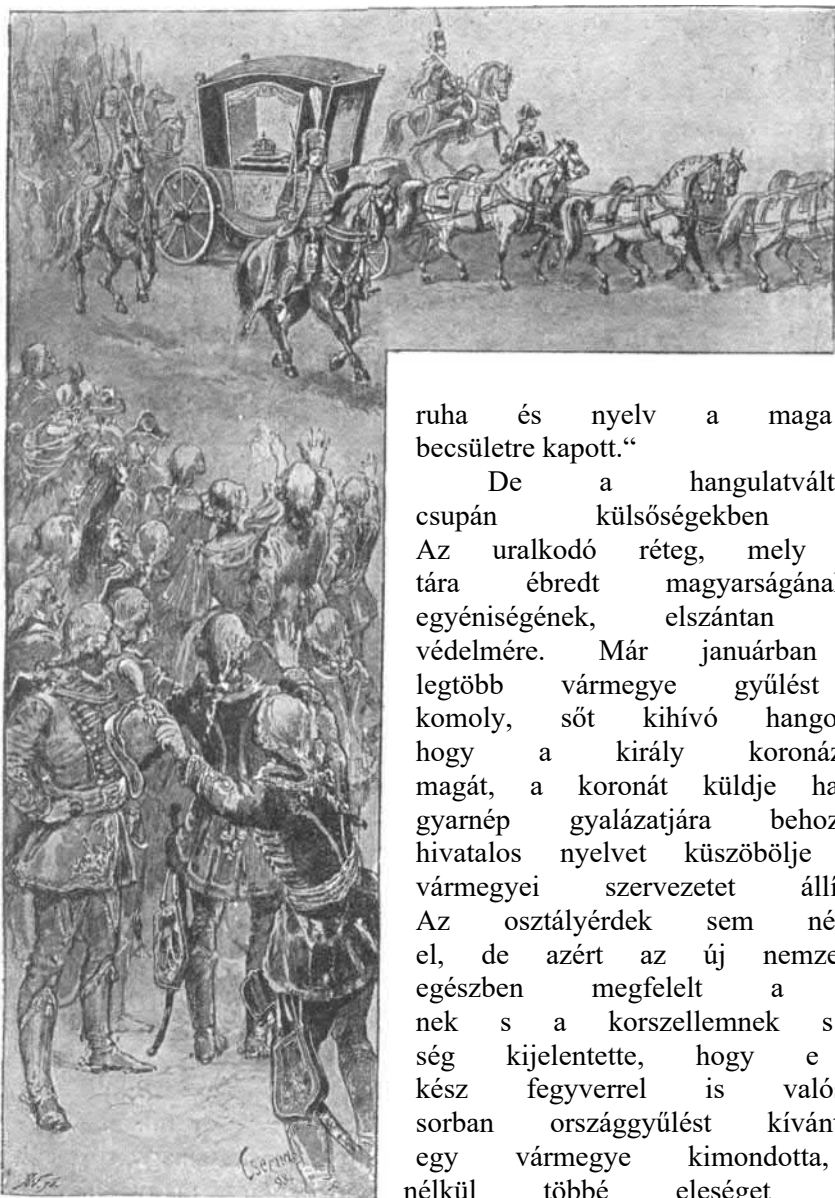 ruha és nyelv a maga
becsületre kapott.“
De a hangulatvált
csupán külsőségekben
Az uralkodó réteg, mely
tára ébredt magyarságána
egyéniségének, elszántan
védelmére. Már januárban
legtöbb vármegye gyűlést
komoly, sőt kihívó hango
hogy a király koroná
magát, a koronát küldje ha
gyarnép gyalázatjára beho
hivatalos nyelvet küszöbölje
vármegyei szervezetet állí
Az osztályérdek sem né
el, de azért az új nemze
egészben megfelelt a
nek s a korszellemnek s
ség kijelentette, hogy e
kész fegyverrel is való
sorban országgyűlést kíván
egy vármegye kimondotta,
nélkül többé eleséget